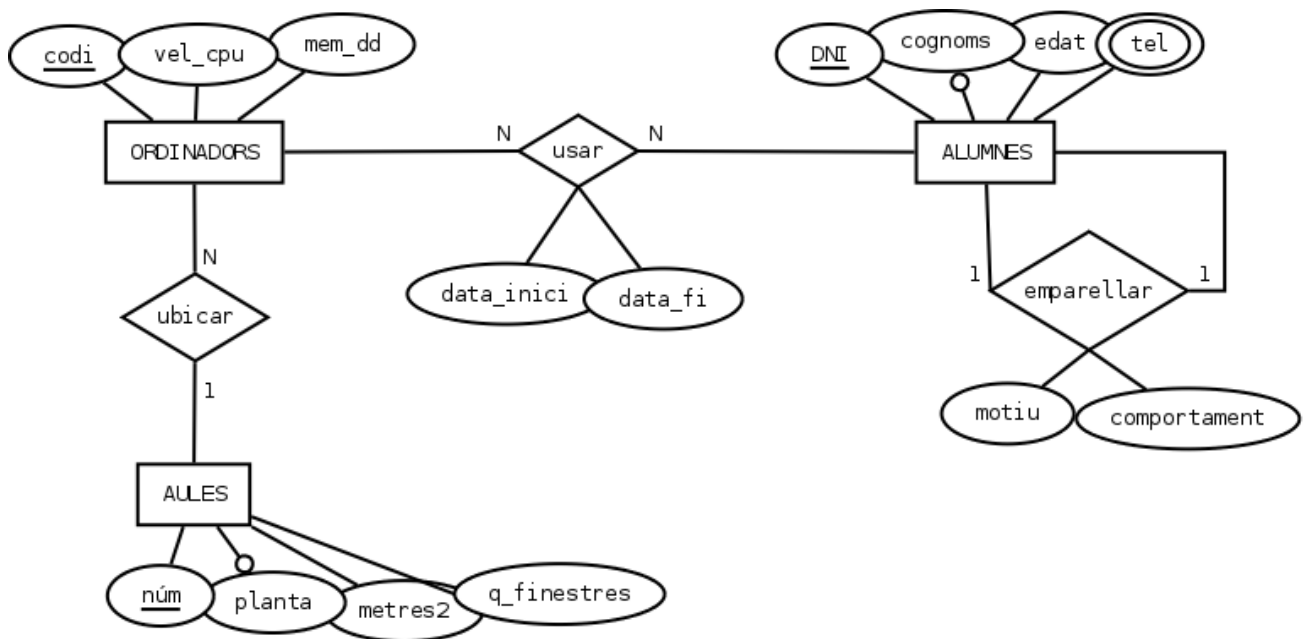 codi
vel_cpu
mem_dd
DNI
cognoms
edat
tel
ORDINADORS
N
usar
N
ALUMNES
N
ubicar
1
data_inici
data_fi
1
emparellar
1
motiu
comportament
AULES
núm
planta
metres2
q_finestres